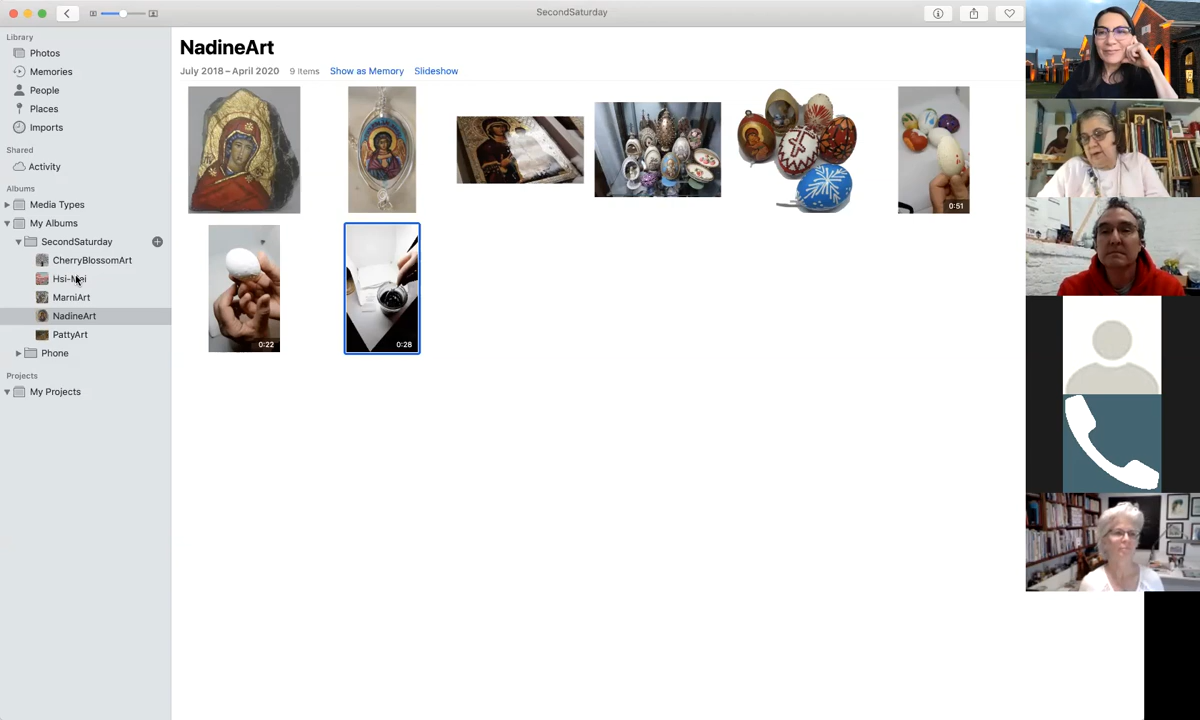 SecondSaturday
Library
Photos
Memories
People
Places
Imports
Shared
Activity
Albums
Media Types
My Albums
SecondSaturday
CherryBlossomArt
Hsi-Mei
MarniArt
NadineArt
PattyArt
Phone
Projects
My Projects
NadineArt
July 2018 – April 2020 9 Items Show as Memory Slideshow
0:51
0:22
0:28